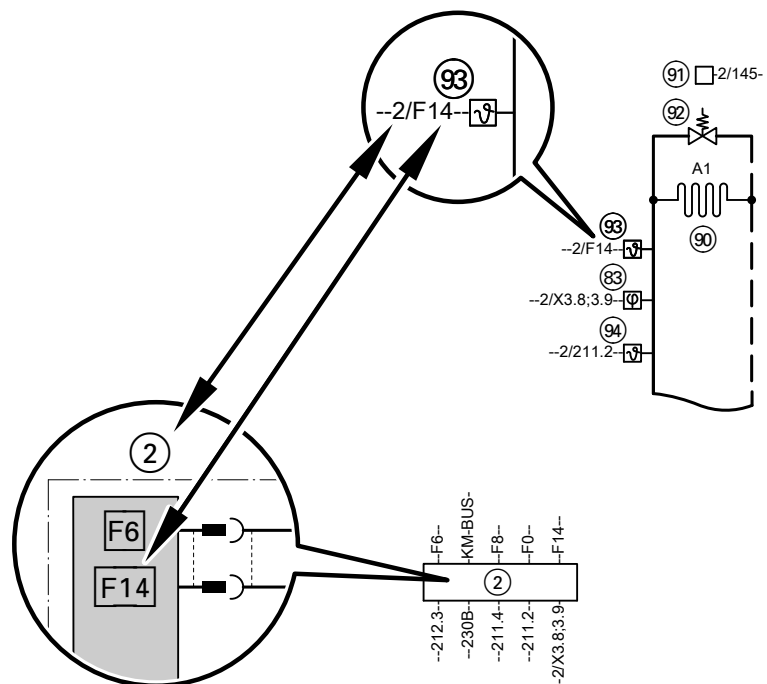 93
--2/F14--ϑ
91 -2/145-
92
A1
90
93
--2/F14--ϑ
83
--2/X3.8;3.9--φ
94
--2/211.2--ϑ
2
F6
F14
--F6--
-KM-BUS-
--F8--
--F0--
--F14--
2
--212.3--
--230B--
--211.4--
--211.2--
-2/X3.8;3.9-